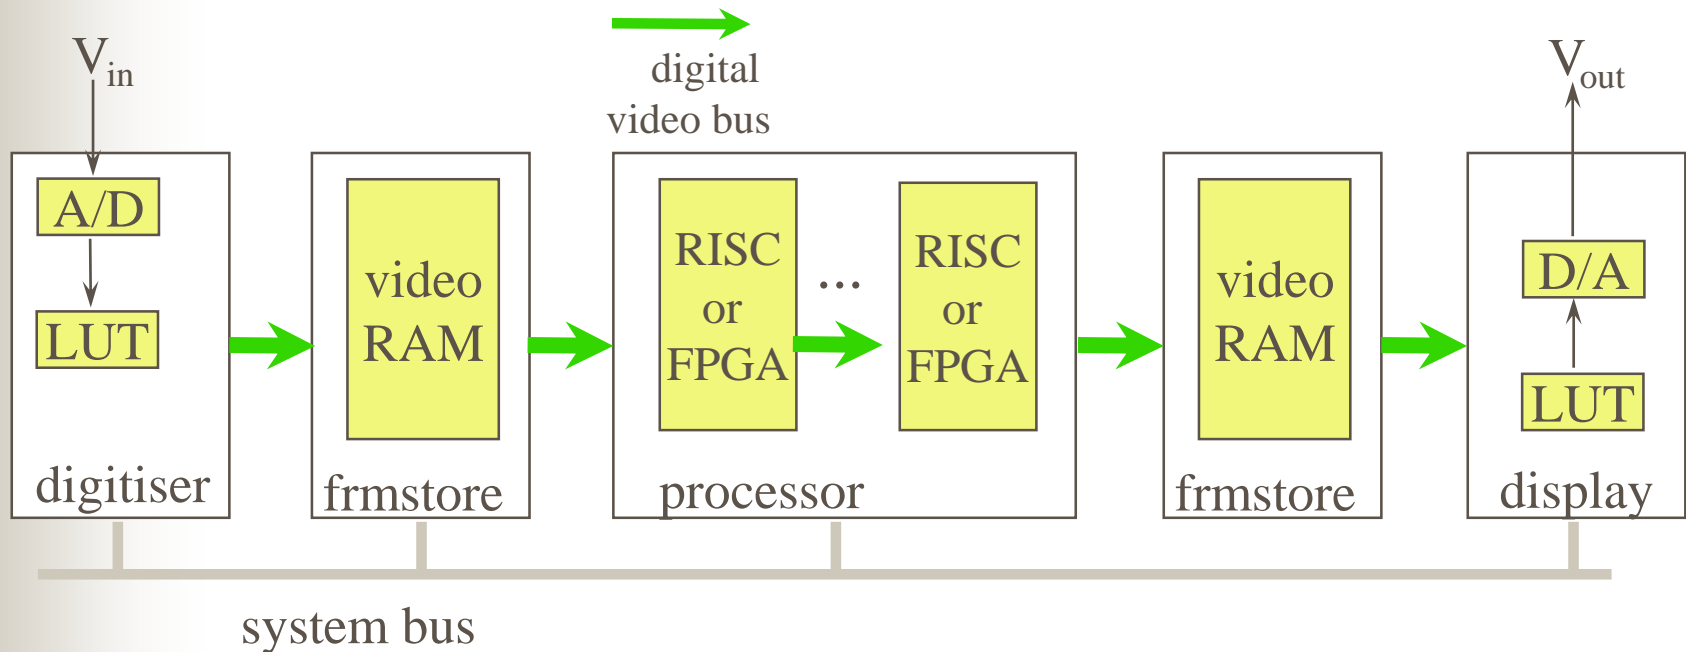 digital
video bus
Vin
A/D
LUT
digitiser
video
RAM
frmstore
RISC
or
FPGA
...
RISC
or
FPGA
processor
video
RAM
frmstore
Vout
D/A
LUT
display
system bus